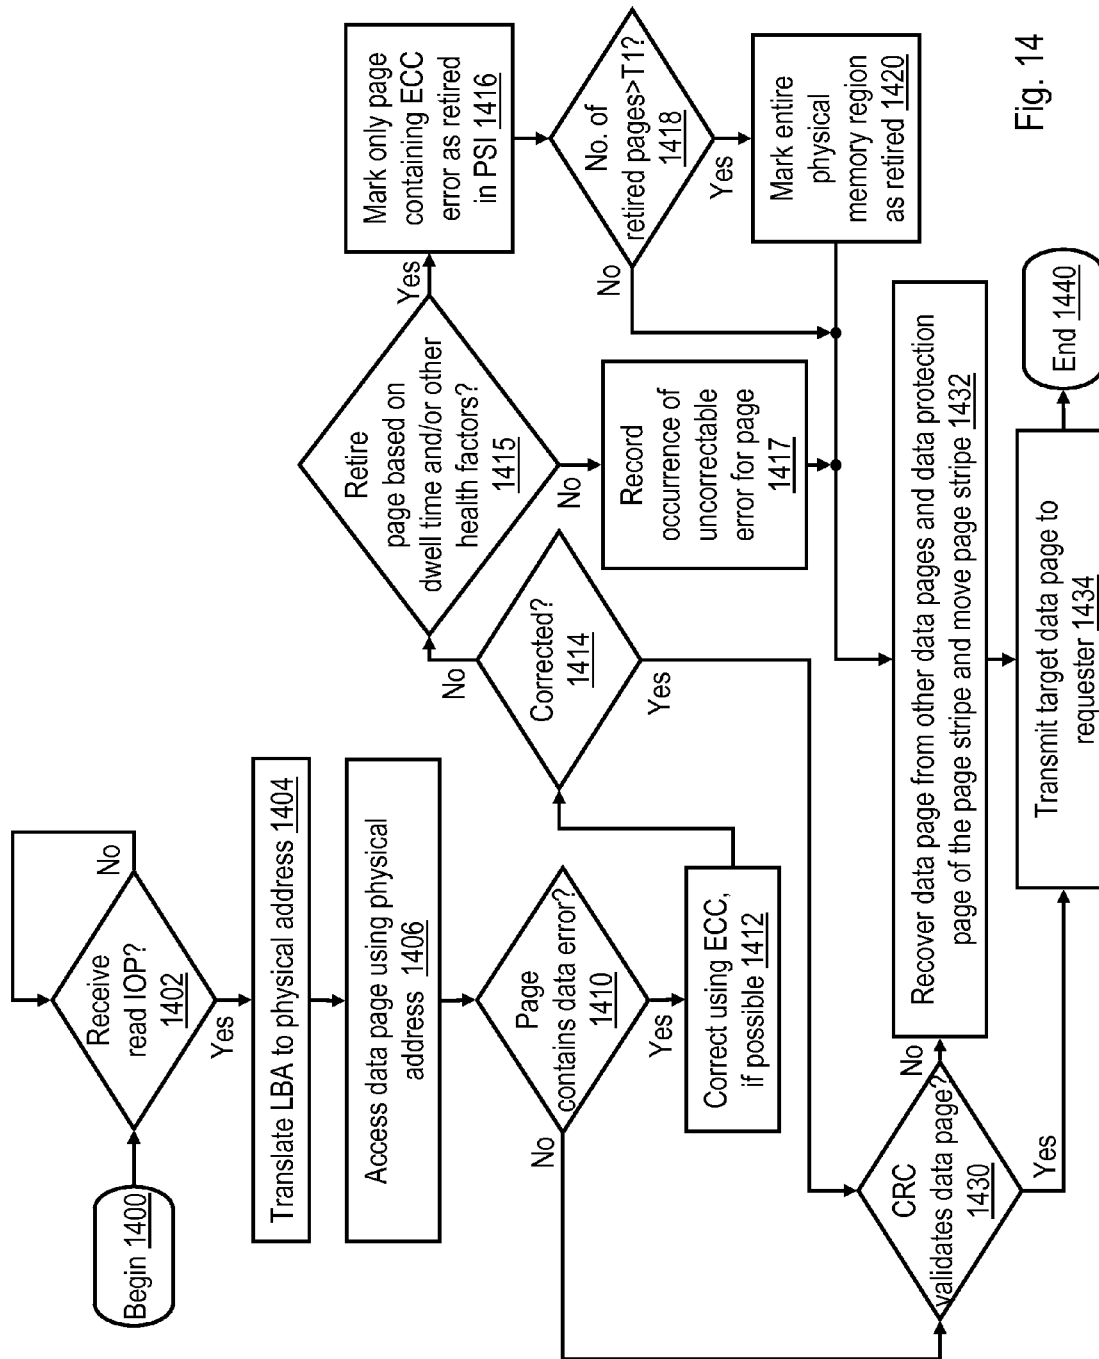 Begin 1400
Receive
read IOP?
1402
No
Yes
Translate LBA to physical address 1404
Access data page using physical
address 1406
Page
contains data error?
1410
No
Yes
Correct using ECC,
if possible 1412
Corrected?
1414
No
Yes
Retire
page based on
dwell time and/or other
health factors?
1415
Yes
No
Mark only page
containing ECC
error as retired
in PSI 1416
Record
occurrence of
uncorrectable
error for page
1417
No. of
retired pages>T1?
1418
No
Yes
Mark entire
physical
memory region
as retired 1420
CRC
validates data page?
1430
No
Yes
Recover data page from other data pages and data protection
page of the page stripe and move page stripe 1432
Transmit target data page to
requester 1434
End 1440
Fig. 14